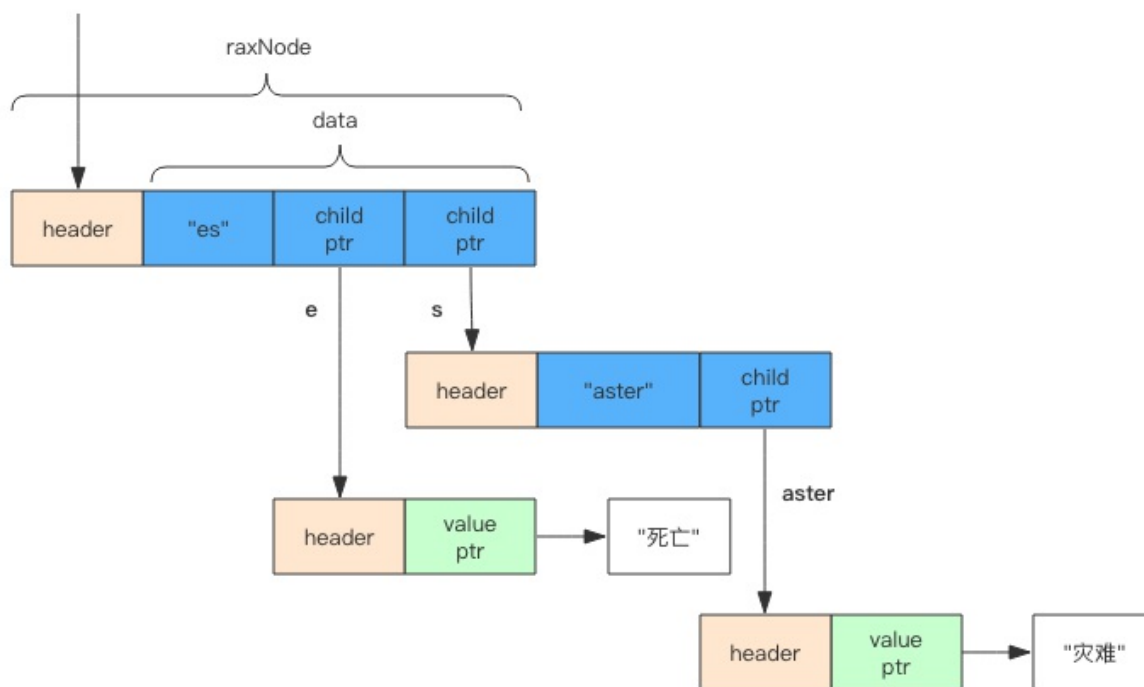 raxNode
data
header
"es"
child
ptr
child
ptr
e
s
header
"aster"
child
ptr
aster
header
value
ptr
"死亡"
header
value
ptr
"灾难"